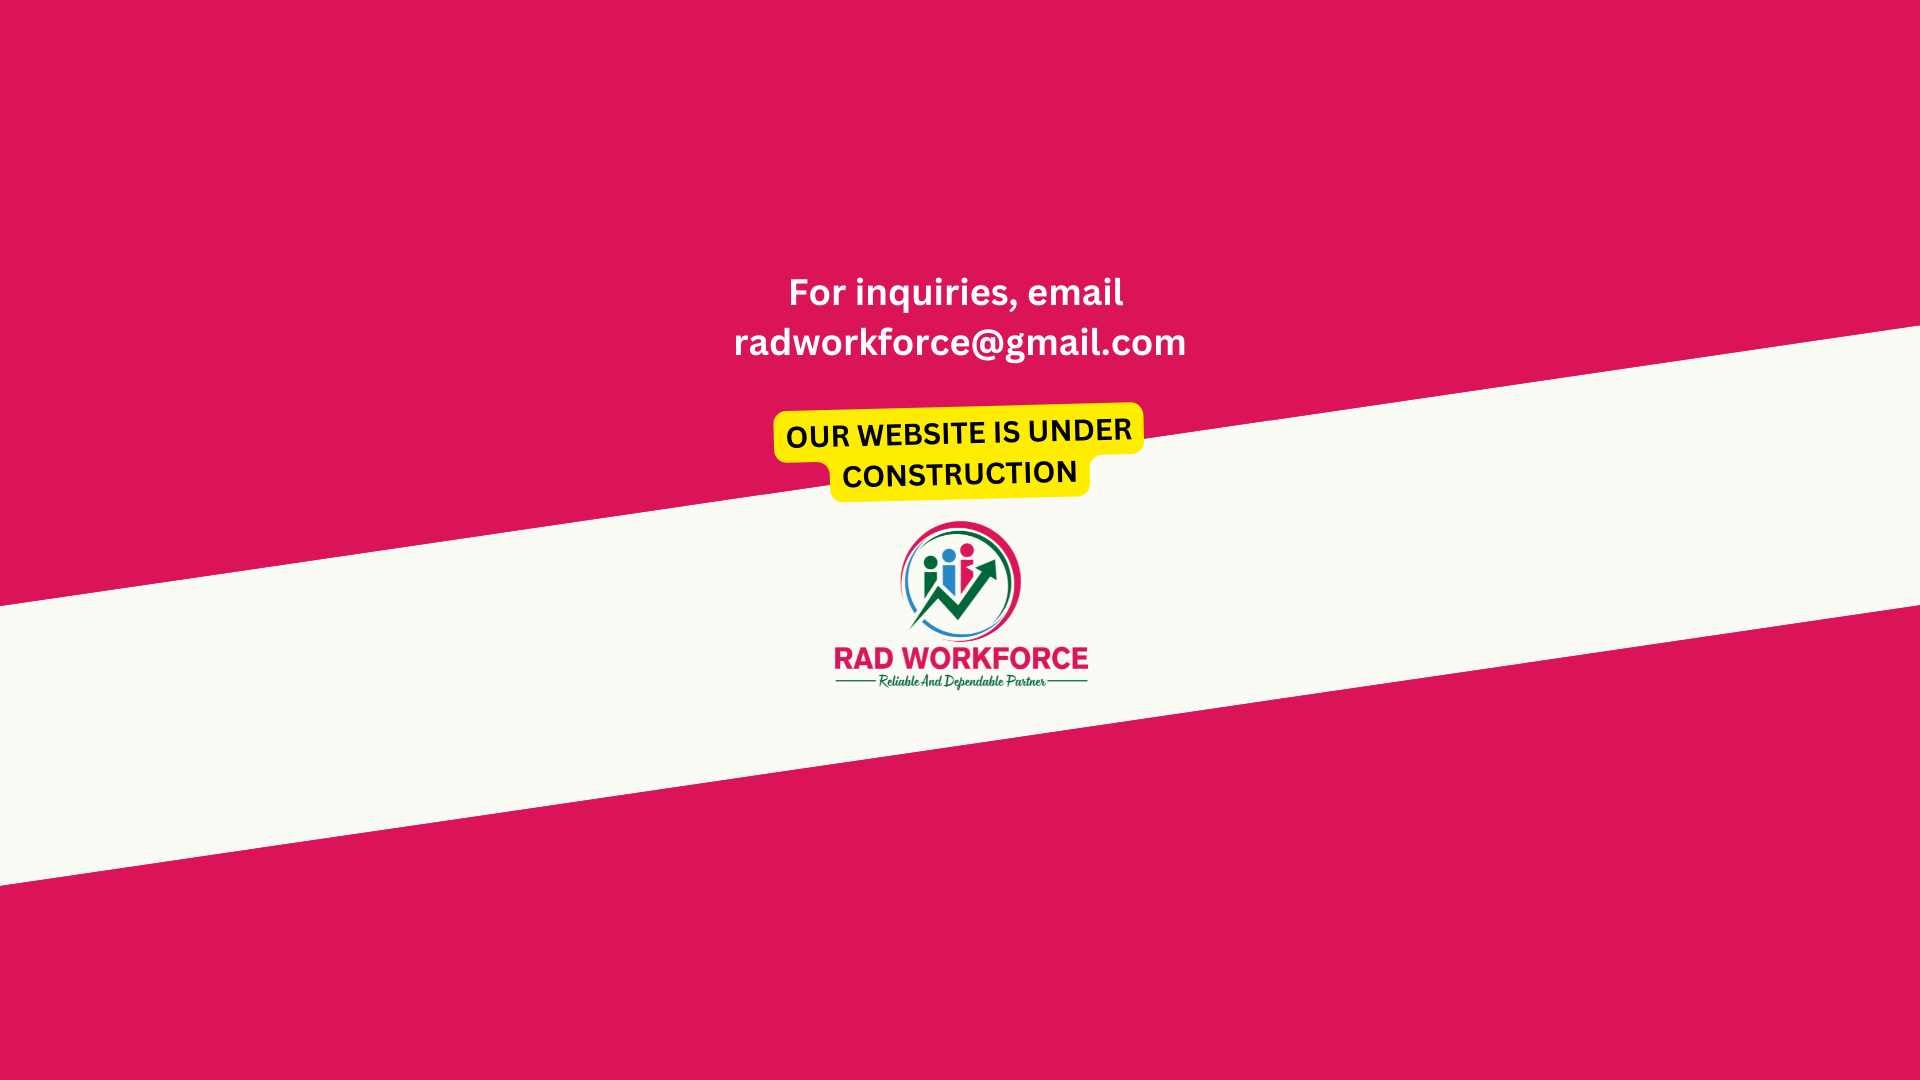 For inquiries, email
radworkforce@gmail.com
OUR WEBSITE IS UNDER
CONSTRUCTION
RAD WORKFORCE
Reliable And Dependable Partner